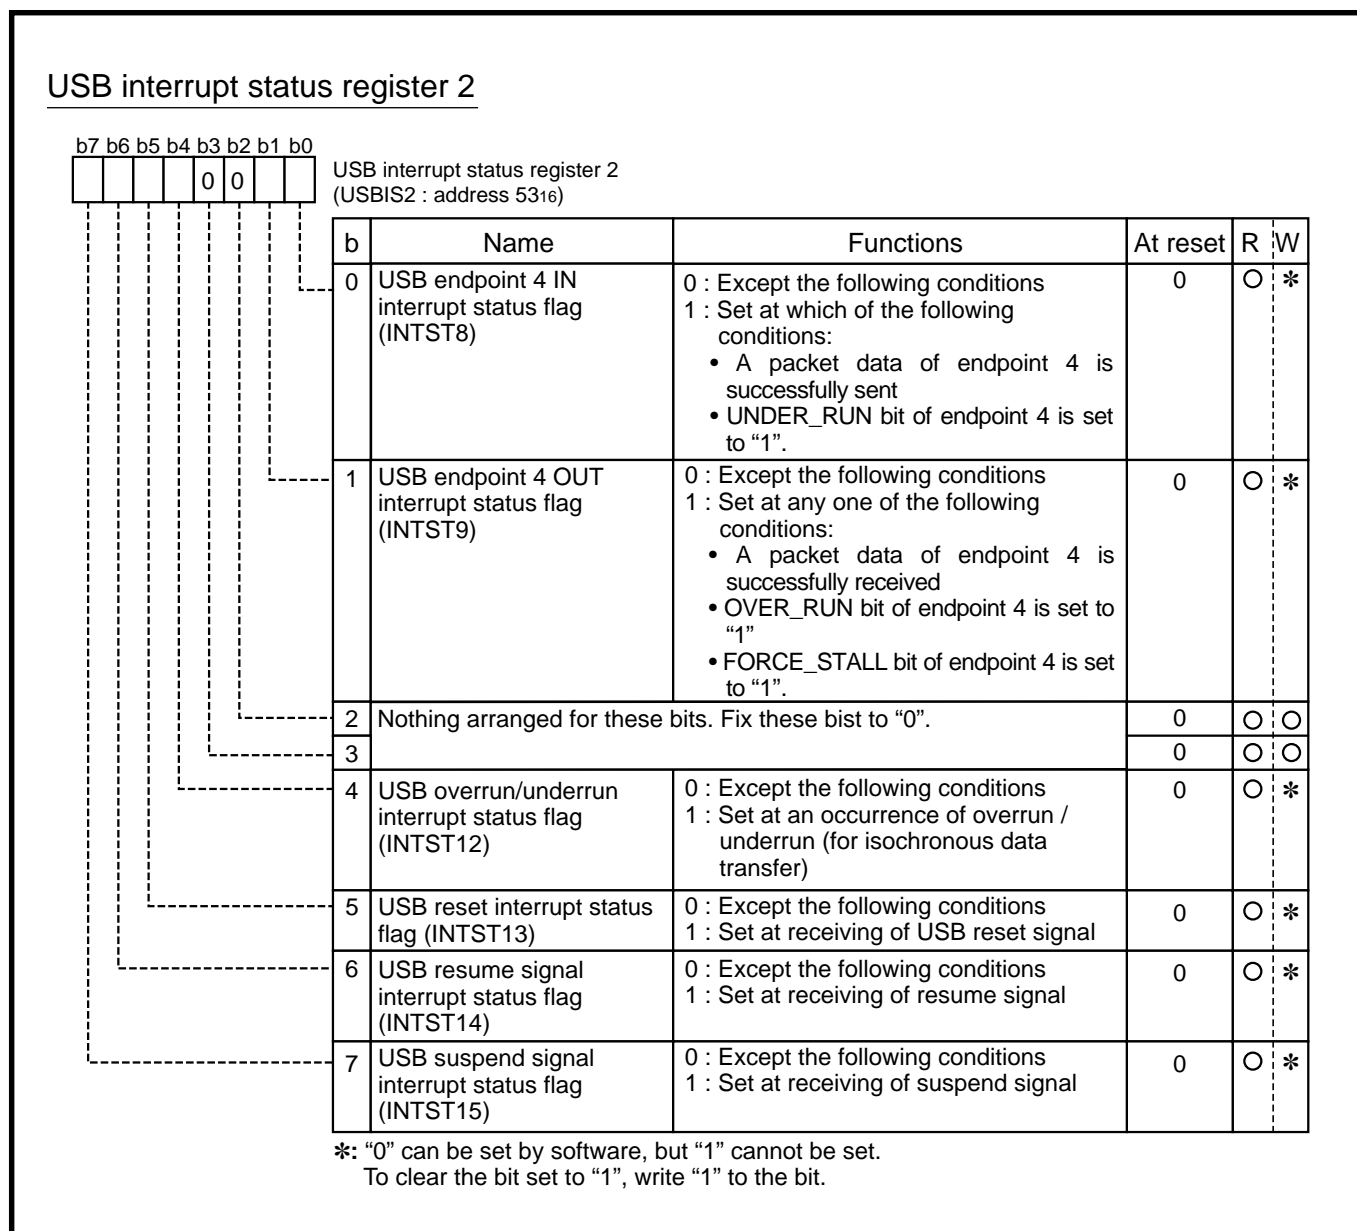 USB interrupt status register 2
b7 b6 b5 b4 b3 b2 b1 b0
0 0
USB interrupt status register 2
(USBIS2 : address 5316)
b Name Functions At reset R W
0 USB endpoint 4 IN 0 : Except the following conditions 0 ○ ✻
interrupt status flag 1 : Set at which of the following
(INTST8) conditions:
• A packet data of endpoint 4 is
successfully sent
• UNDER_RUN bit of endpoint 4 is set
to “1”.
1 USB endpoint 4 OUT 0 : Except the following conditions 0 ○ ✻
interrupt status flag 1 : Set at any one of the following
(INTST9) conditions:
• A packet data of endpoint 4 is
successfully received
• OVER_RUN bit of endpoint 4 is set to
“1”
• FORCE_STALL bit of endpoint 4 is set
to “1”.
2 Nothing arranged for these bits. Fix these bist to “0”. 0 ○ ○
3 0 ○ ○
4 USB overrun/underrun 0 : Except the following conditions 0 ○ ✻
interrupt status flag 1 : Set at an occurrence of overrun /
(INTST12) underrun (for isochronous data
transfer)
5 USB reset interrupt status 0 : Except the following conditions 0 ○ ✻
flag (INTST13) 1 : Set at receiving of USB reset signal
6 USB resume signal 0 : Except the following conditions 0 ○ ✻
interrupt status flag 1 : Set at receiving of resume signal
(INTST14)
7 USB suspend signal 0 : Except the following conditions 0 ○ ✻
interrupt status flag 1 : Set at receiving of suspend signal
(INTST15)
✻: “0” can be set by software, but “1” cannot be set.
To clear the bit set to “1”, write “1” to the bit.